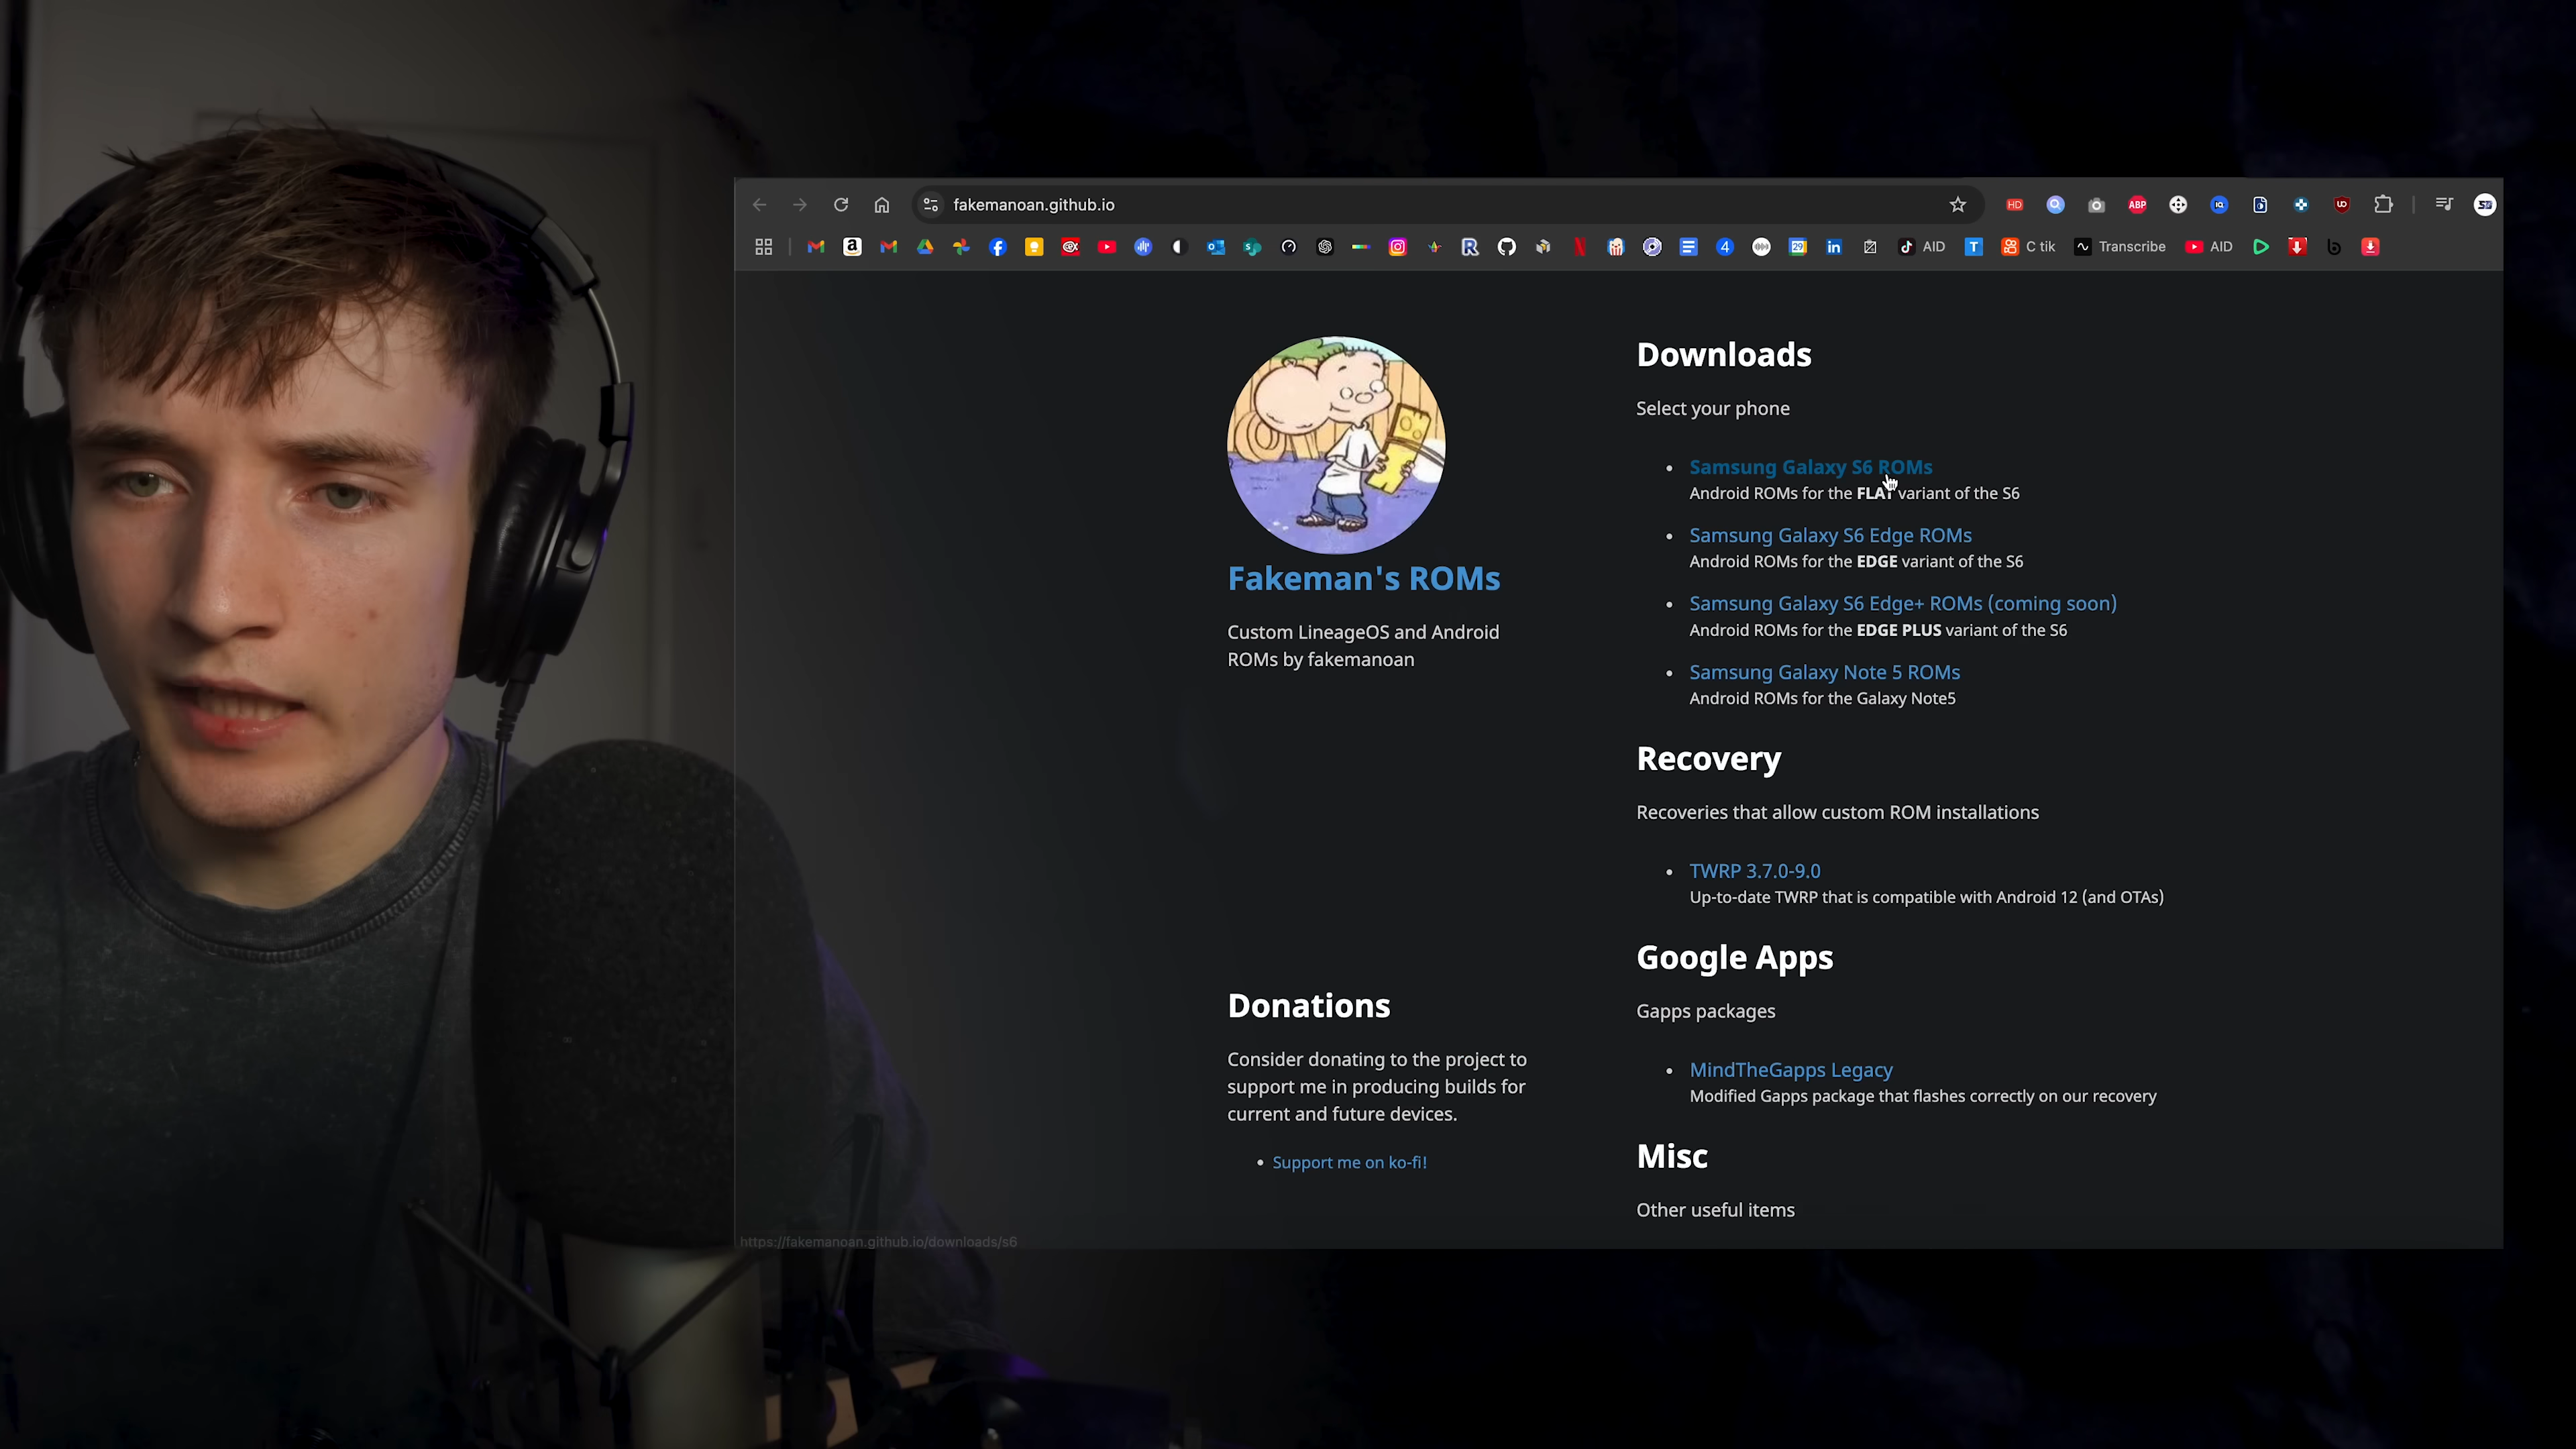 fakemanoan.github.io
HD
ABP
AID
C tik
Transcribe
AID
Fakeman's ROMs
Custom LineageOS and Android
ROMs by fakemanoan
Donations
Consider donating to the project to
support me in producing builds for
current and future devices.
• Support me on ko-fi!
Downloads
Select your phone
• Samsung Galaxy S6 ROMs
Android ROMs for the FLAT variant of the S6
• Samsung Galaxy S6 Edge ROMs
Android ROMs for the EDGE variant of the S6
• Samsung Galaxy S6 Edge+ ROMs (coming soon)
Android ROMs for the EDGE PLUS variant of the S6
• Samsung Galaxy Note 5 ROMs
Android ROMs for the Galaxy Note5
Recovery
Recoveries that allow custom ROM installations
• TWRP 3.7.0-9.0
Up-to-date TWRP that is compatible with Android 12 (and OTAs)
Google Apps
Gapps packages
• MindTheGapps Legacy
Modified Gapps package that flashes correctly on our recovery
Misc
Other useful items
https://fakemanoan.github.io/downloads/s6